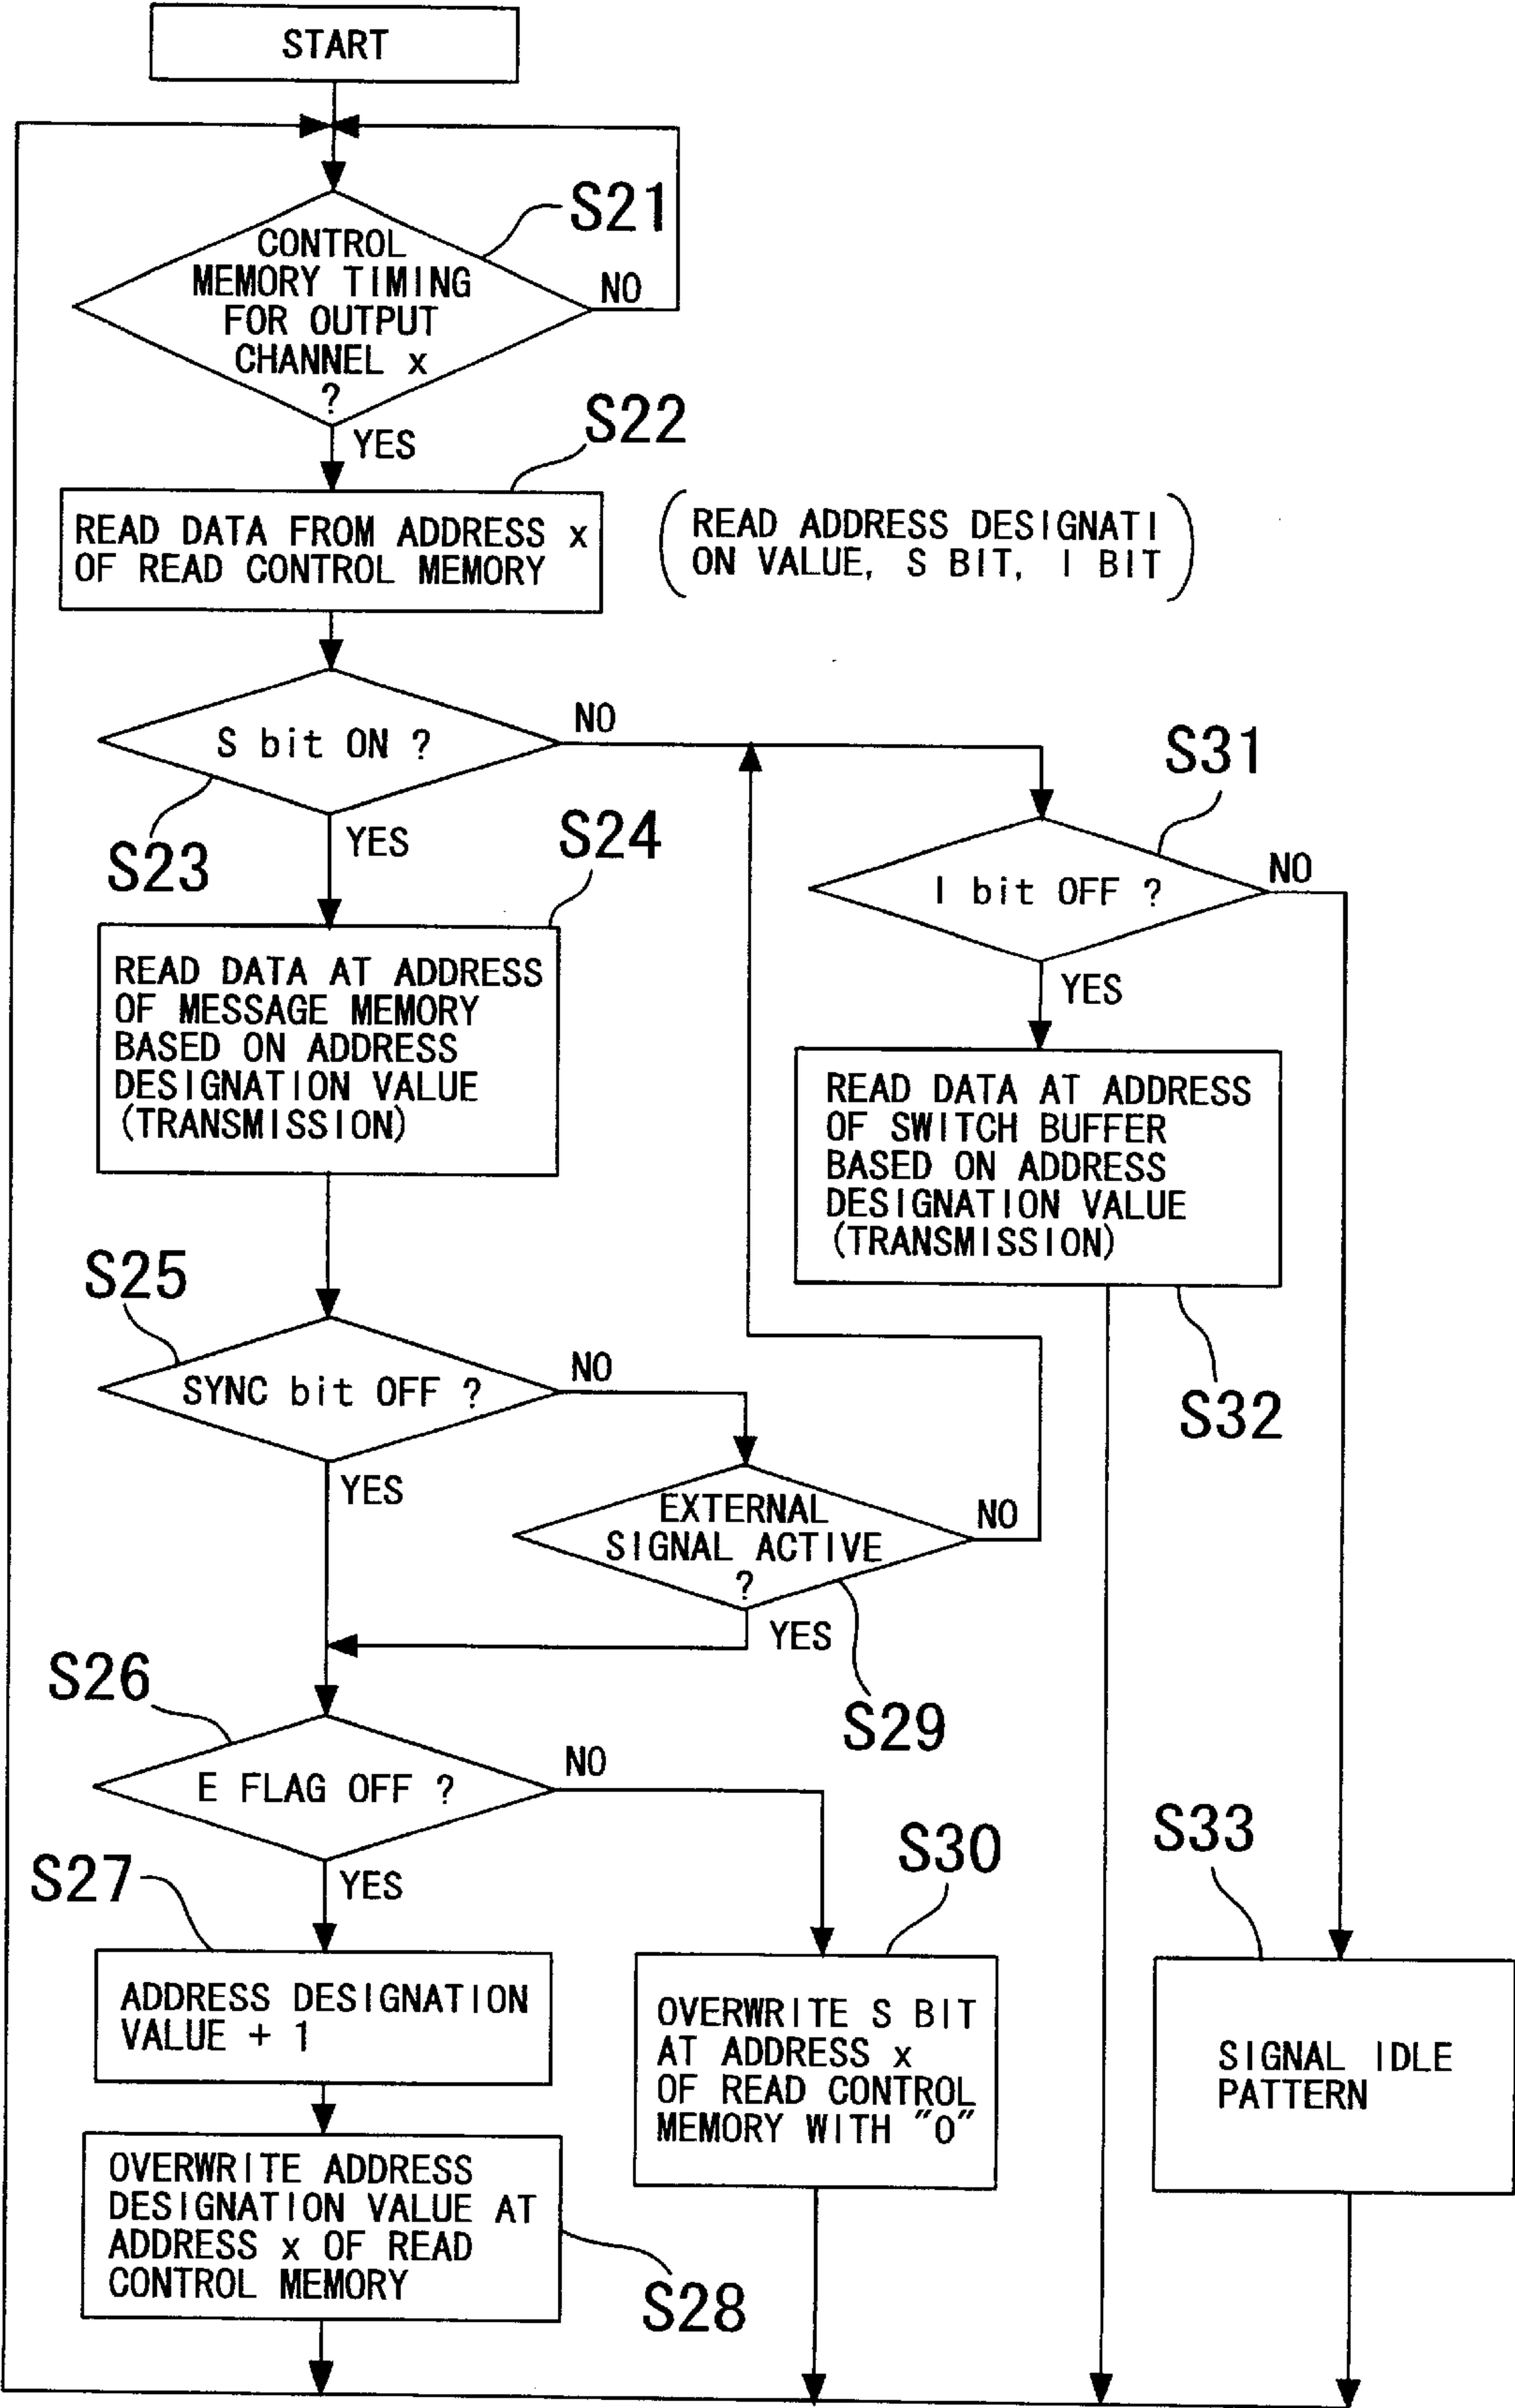 START
S21
CONTROL
MEMORY TIMING
FOR OUTPUT
CHANNEL x
?
NO
YES
S22
READ DATA FROM ADDRESS x
OF READ CONTROL MEMORY
(READ ADDRESS DESIGNATI
ON VALUE, S BIT, I BIT)
S bit ON ?
NO
YES
S23
S31
I bit OFF ?
NO
YES
S24
READ DATA AT ADDRESS
OF MESSAGE MEMORY
BASED ON ADDRESS
DESIGNATION VALUE
(TRANSMISSION)
READ DATA AT ADDRESS
OF SWITCH BUFFER
BASED ON ADDRESS
DESIGNATION VALUE
(TRANSMISSION)
S32
S25
SYNC bit OFF ?
NO
YES
EXTERNAL
SIGNAL ACTIVE
?
NO
YES
S29
S26
E FLAG OFF ?
NO
YES
S27
ADDRESS DESIGNATION
VALUE + 1
S30
OVERWRITE S BIT
AT ADDRESS x
OF READ CONTROL
MEMORY WITH "0"
S33
SIGNAL IDLE
PATTERN
OVERWRITE ADDRESS
DESIGNATION VALUE AT
ADDRESS x OF READ
CONTROL MEMORY
S28